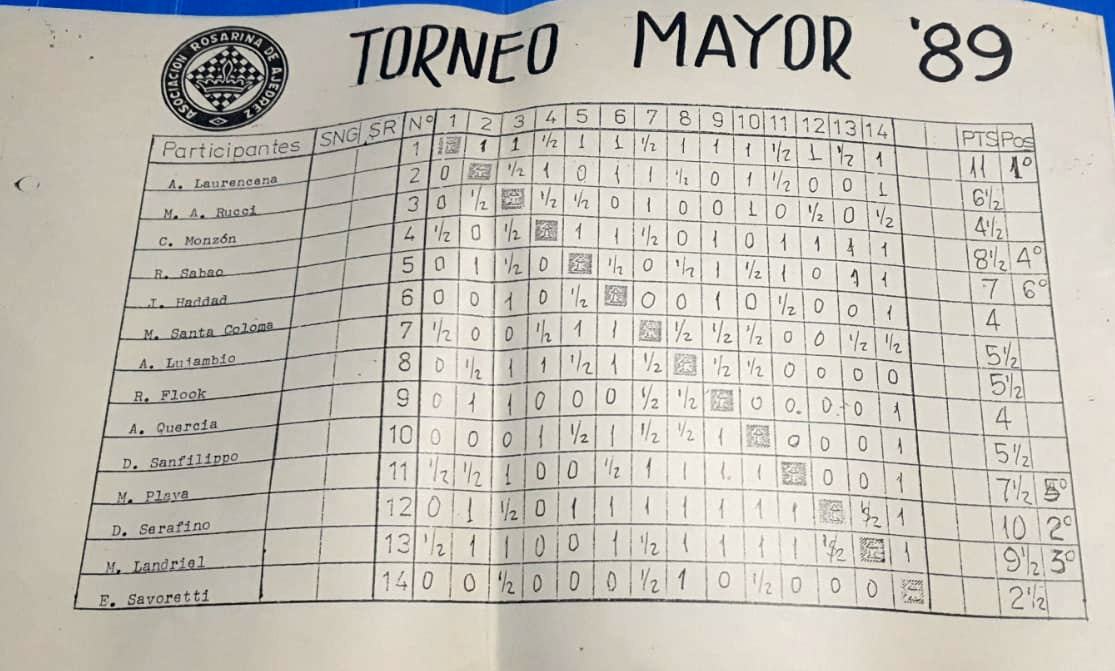 ASOCIACION ROSARINA DE AJEDREZ
TORNEO MAYOR '89
Participantes SNG SR Nº 1 2 3 4 5 6 7 8 9 10 11 12 13 14 PTS Pos
A. Laurencena 1 1 1 ½ 1 1 ½ 1 1 1 ½ 1 ½ 1 11 1º
M. A. Rucci 2 0 ½ 1 0 1 1 ½ 0 1 ½ 0 0 1 6½
C. Monzón 3 0 ½ ½ ½ 0 1 0 0 1 0 ½ 0 ½ 4½
R. Sabao 4 ½ 0 ½ 1 1 ½ 0 1 0 1 1 1 1 8½ 4º
J. Haddad 5 0 1 ½ 0 ½ 0 ½ 1 ½ 1 0 1 1 7 6º
M. Santa Coloma 6 0 0 1 0 ½ 0 0 1 0 ½ 0 0 1 4
A. Lujambio 7 ½ 0 0 ½ 1 1 ½ ½ ½ 0 0 ½ ½ 5½
R. Flook 8 0 ½ 1 1 ½ 1 ½ ½ ½ 0 0 0 0 5½
A. Quercia 9 0 1 1 0 0 0 ½ ½ 0 0 0 0 1 4
D. Sanfilippo 10 0 0 0 1 ½ 1 ½ ½ 1 0 0 0 1 5½
M. Playa 11 ½ ½ 1 0 0 ½ 1 1 1 1 0 0 1 7½ 5º
D. Serafino 12 0 1 ½ 0 1 1 1 1 1 1 1 ½ 1 10 2º
M. Landriel 13 ½ 1 1 0 0 1 ½ 1 1 1 1 ½ 1 9½ 3º
E. Savoretti 14 0 0 ½ 0 0 0 ½ 1 0 ½ 0 0 0 2½